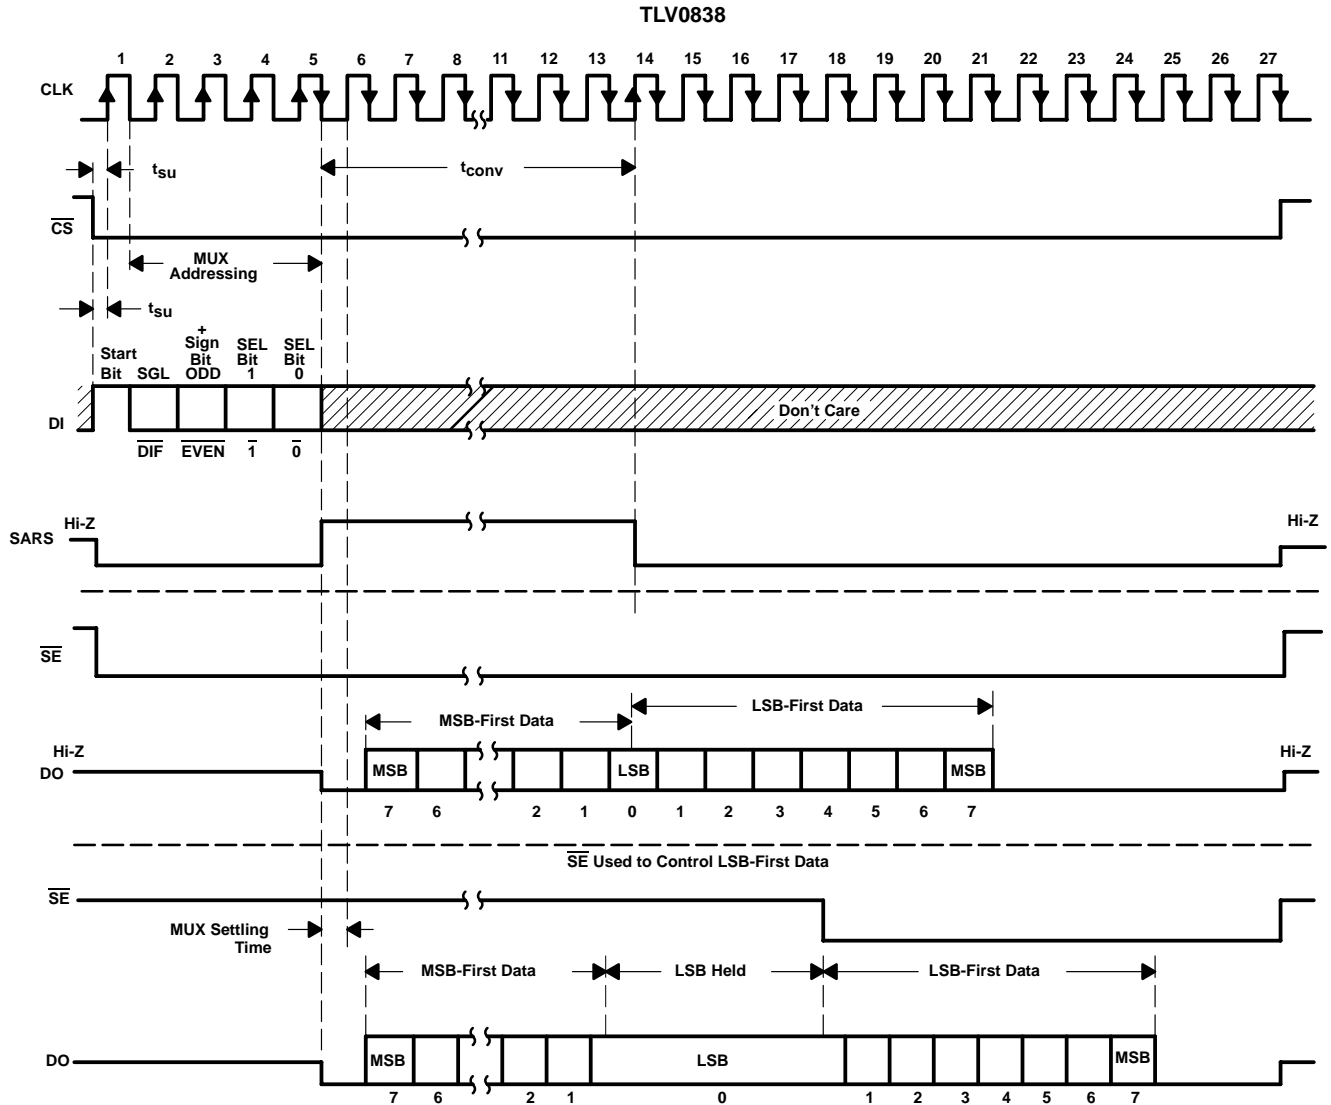 TLV0838
1 2 3 4 5 6 7 8 11 12 13 14 15 16 17 18 19 20 21 22 23 24 25 26 27
CLK
tsu
tconv
CS
MUX
Addressing
tsu
Start
Bit
SGL
+
Sign
Bit
ODD
SEL
Bit
1
SEL
Bit
0
DI
Don't Care
DIF EVEN 1 0
Hi-Z
SARS
Hi-Z
SE
MSB-First Data
LSB-First Data
Hi-Z
DO
MSB LSB MSB
Hi-Z
7 6 2 1 0 1 2 3 4 5 6 7
SE Used to Control LSB-First Data
SE
MUX Settling
Time
MSB-First Data LSB Held LSB-First Data
DO
MSB LSB MSB
7 6 2 1 0 1 2 3 4 5 6 7